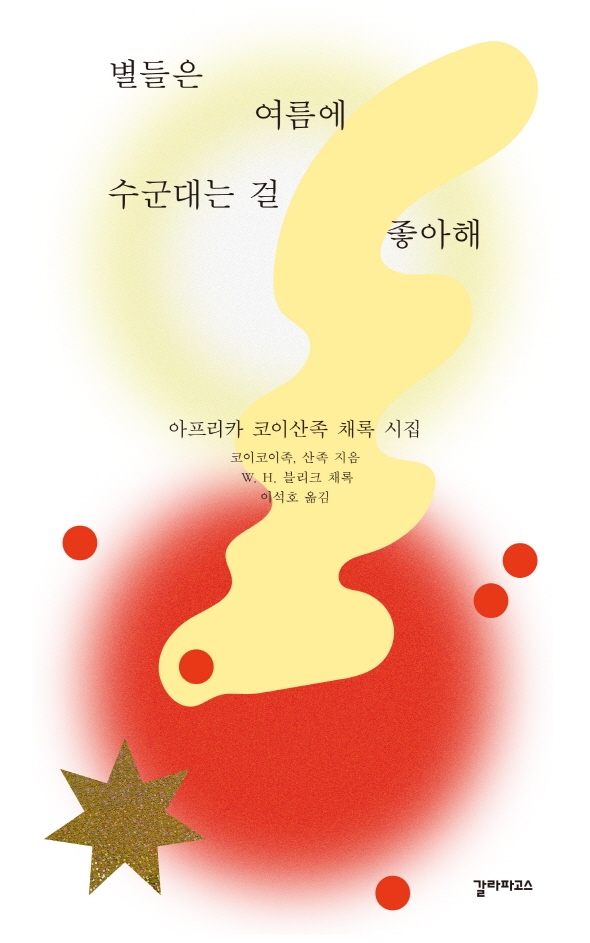 별들은
여름에
수군대는 걸
좋아해
아프리카 코이산족 채록 시집
코이코이족, 산족 지음
W. H. 블리크 채록
이석호 옮김
갈라파고스